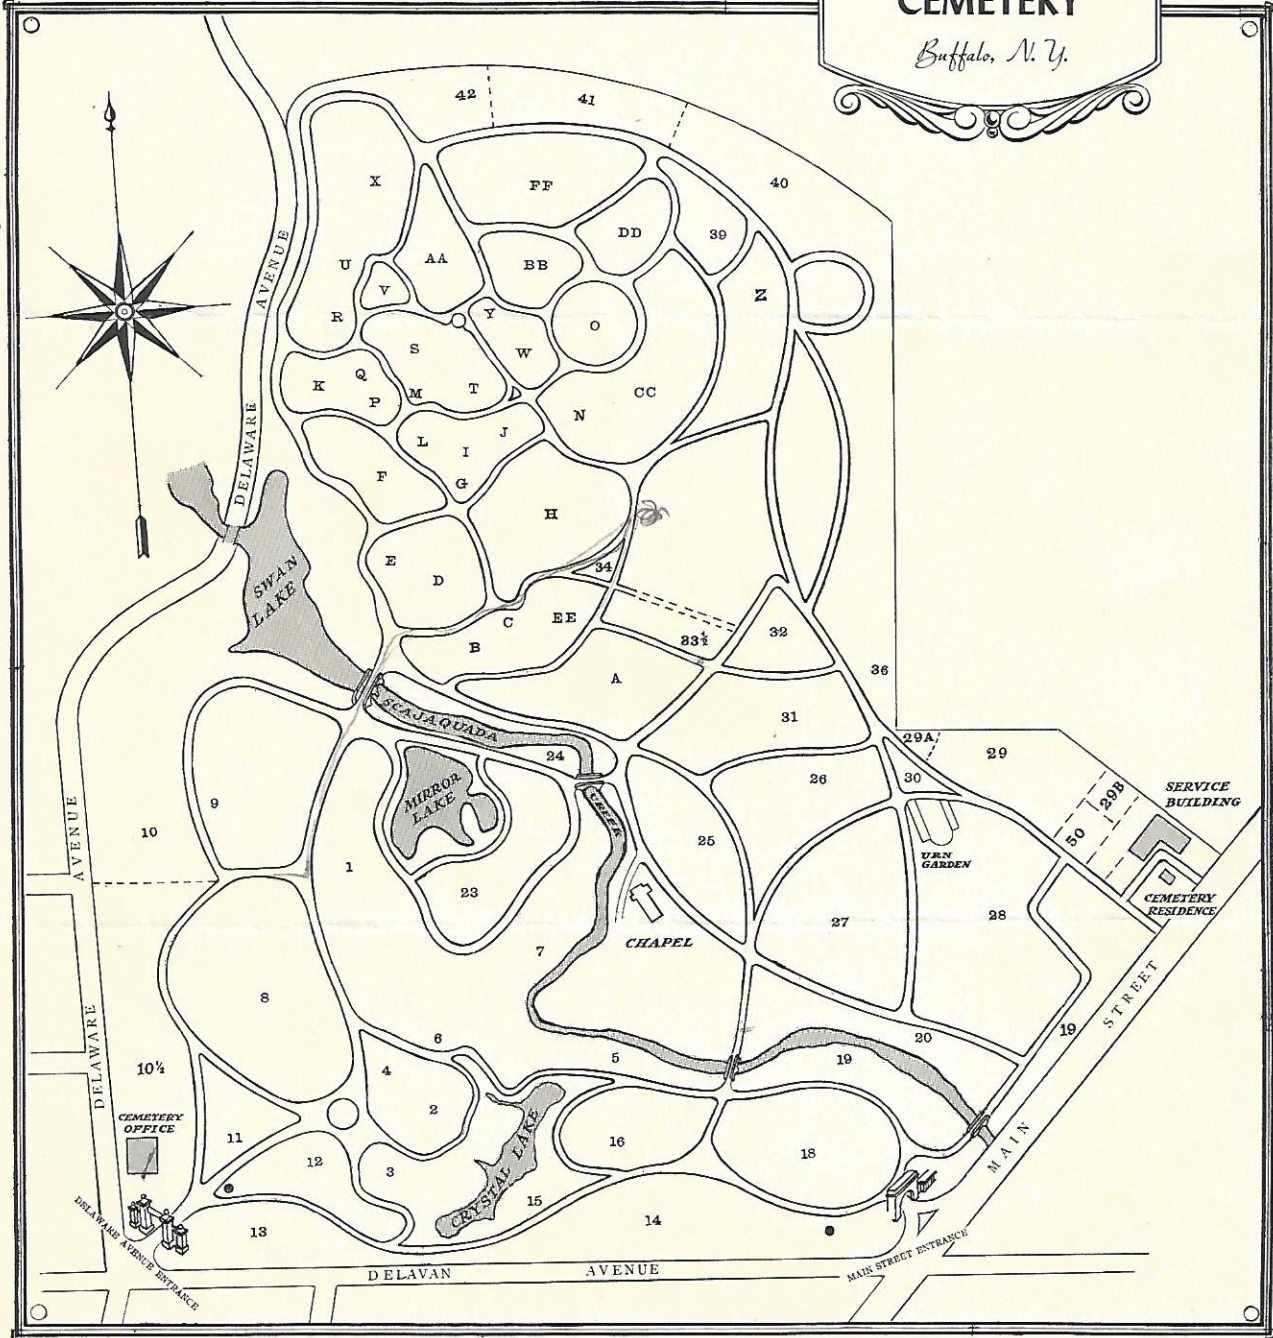 CEMETERY
Buffalo, N. Y.
42
41
40
X
FF
DD
39
AVENUE
U
AA
BB
V
Z
R
Y
O
S
W
K
Q
M
T
CC
P
N
L
J
I
DELAVARE
F
G
H
SWAN
LAKE
E
D
34
C
EE
B
33½
32
A
36
SCAJAQUADA
31
29A
29
24
30
26
MIRROR
LAKE
9
CREEK
29B
SERVICE
BUILDING
10
AVENUE
25
50
URN
GARDEN
1
23
CEMETERY
RESIDENCE
27
28
7
CHAPEL
8
STREET
19
6
20
5
19
DELAWARE
10½
4
2
CEMETERY
OFFICE
11
16
18
12
3
CRYSTAL LAKE
MAIN
15
14
13
DELAWARE AVENUE ENTRANCE
MAIN STREET ENTRANCE
DELAVAN AVENUE